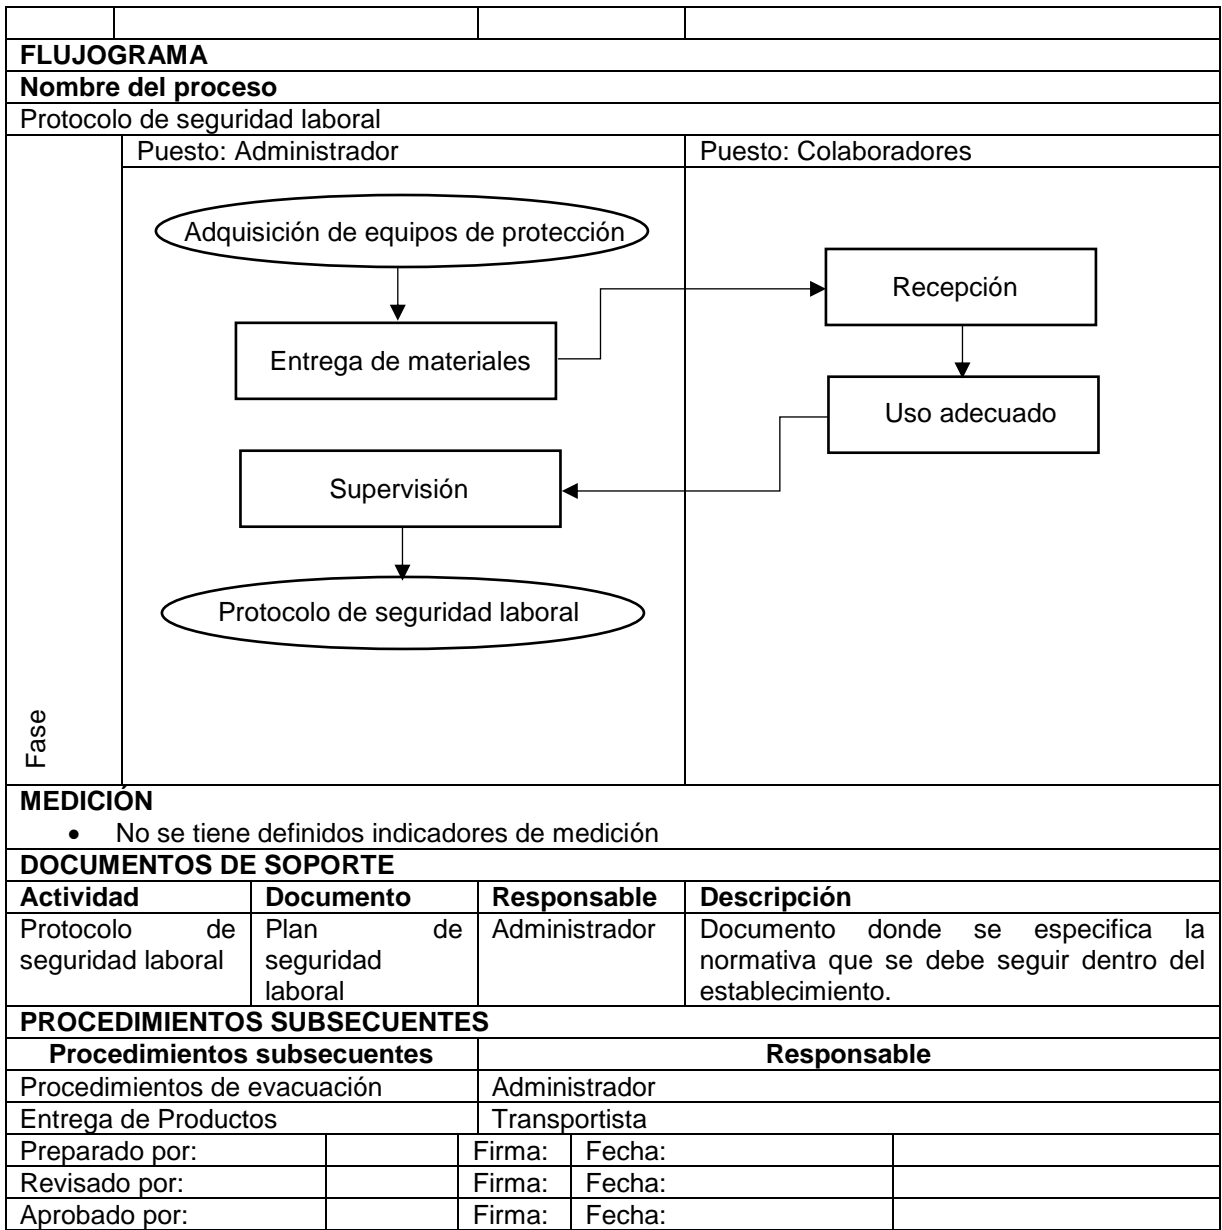 FLUJOGRAMA
Nombre del proceso
Protocolo de seguridad laboral
Fase
Puesto: Administrador
Puesto: Colaboradores
Adquisición de equipos de protección
Recepción
Entrega de materiales
Uso adecuado
Supervisión
Protocolo de seguridad laboral
MEDICIÓN
• No se tiene definidos indicadores de medición
DOCUMENTOS DE SOPORTE
Actividad Documento Responsable Descripción
Protocolo de
seguridad laboral
Plan de
seguridad
laboral
Administrador
Documento donde se especifica la
normativa que se debe seguir dentro del
establecimiento.
PROCEDIMIENTOS SUBSECUENTES
Procedimientos subsecuentes Responsable
Procedimientos de evacuación Administrador
Entrega de Productos Transportista
Preparado por: Firma: Fecha:
Revisado por: Firma: Fecha:
Aprobado por: Firma: Fecha: